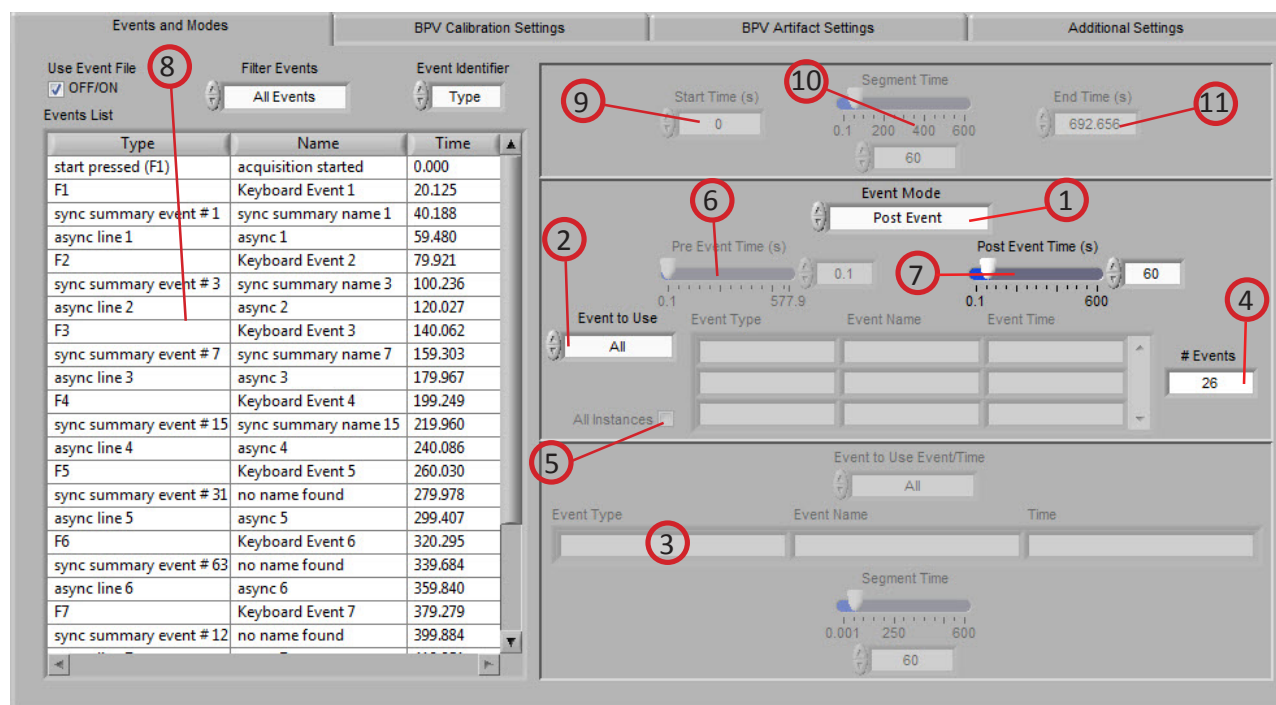 Events and Modes BPV Calibration Settings BPV Artifact Settings Additional Settings
Use Event File 8 Filter Events Event Identifier
OFF/ON All Events Type
Events List
Type Name Time
start pressed (F1) acquisition started 0.000
F1 Keyboard Event 1 20.125
sync summary event # 1 sync summary name 1 40.188
async line 1 async 1 59.480
F2 Keyboard Event 2 79.921
sync summary event # 3 sync summary name 3 100.236
async line 2 async 2 120.027
F3 Keyboard Event 3 140.062
sync summary event # 7 sync summary name 7 159.303
async line 3 async 3 179.967
F4 Keyboard Event 4 199.249
sync summary event # 15 sync summary name 15 219.960
async line 4 async 4 240.086
F5 Keyboard Event 5 260.030
sync summary event # 31 no name found 279.978
async line 5 async 5 299.407
F6 Keyboard Event 6 320.295
sync summary event # 63 no name found 339.684
async line 6 async 6 359.840
F7 Keyboard Event 7 379.279
sync summary event # 12 no name found 399.884
9 10 11
Start Time (s) Segment Time End Time (s)
0 0.1 200 400 600 692.656
60
Event Mode
6 Post Event 1
2 Pre Event Time (s) Post Event Time (s)
0.1 7 60
0.1 577.9 0.1 600
4
Event to Use Event Type Event Name Event Time
All # Events
26
All Instances
5
Event to Use Event/Time
All
Event Type Event Name Time
3
Segment Time
0.001 250 600
60